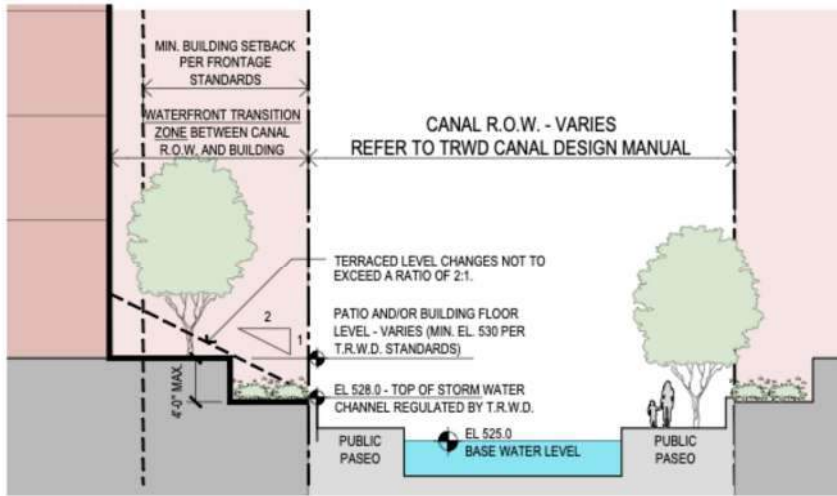 MIN. BUILDING SETBACK
PER FRONTAGE
STANDARDS
WATERFRONT TRANSITION
ZONE BETWEEN CANAL
R.O.W. AND BUILDING
CANAL R.O.W. - VARIES
REFER TO TRWD CANAL DESIGN MANUAL
TERRACED LEVEL CHANGES NOT TO
EXCEED A RATIO OF 2:1.
2
1
PATIO AND/OR BUILDING FLOOR
LEVEL - VARIES (MIN. EL. 530 PER
T.R.W.D. STANDARDS)
4'-0" MAX.
EL 528.0 - TOP OF STORM WATER
CHANNEL REGULATED BY T.R.W.D.
PUBLIC
PASEO
EL 525.0
BASE WATER LEVEL
PUBLIC
PASEO